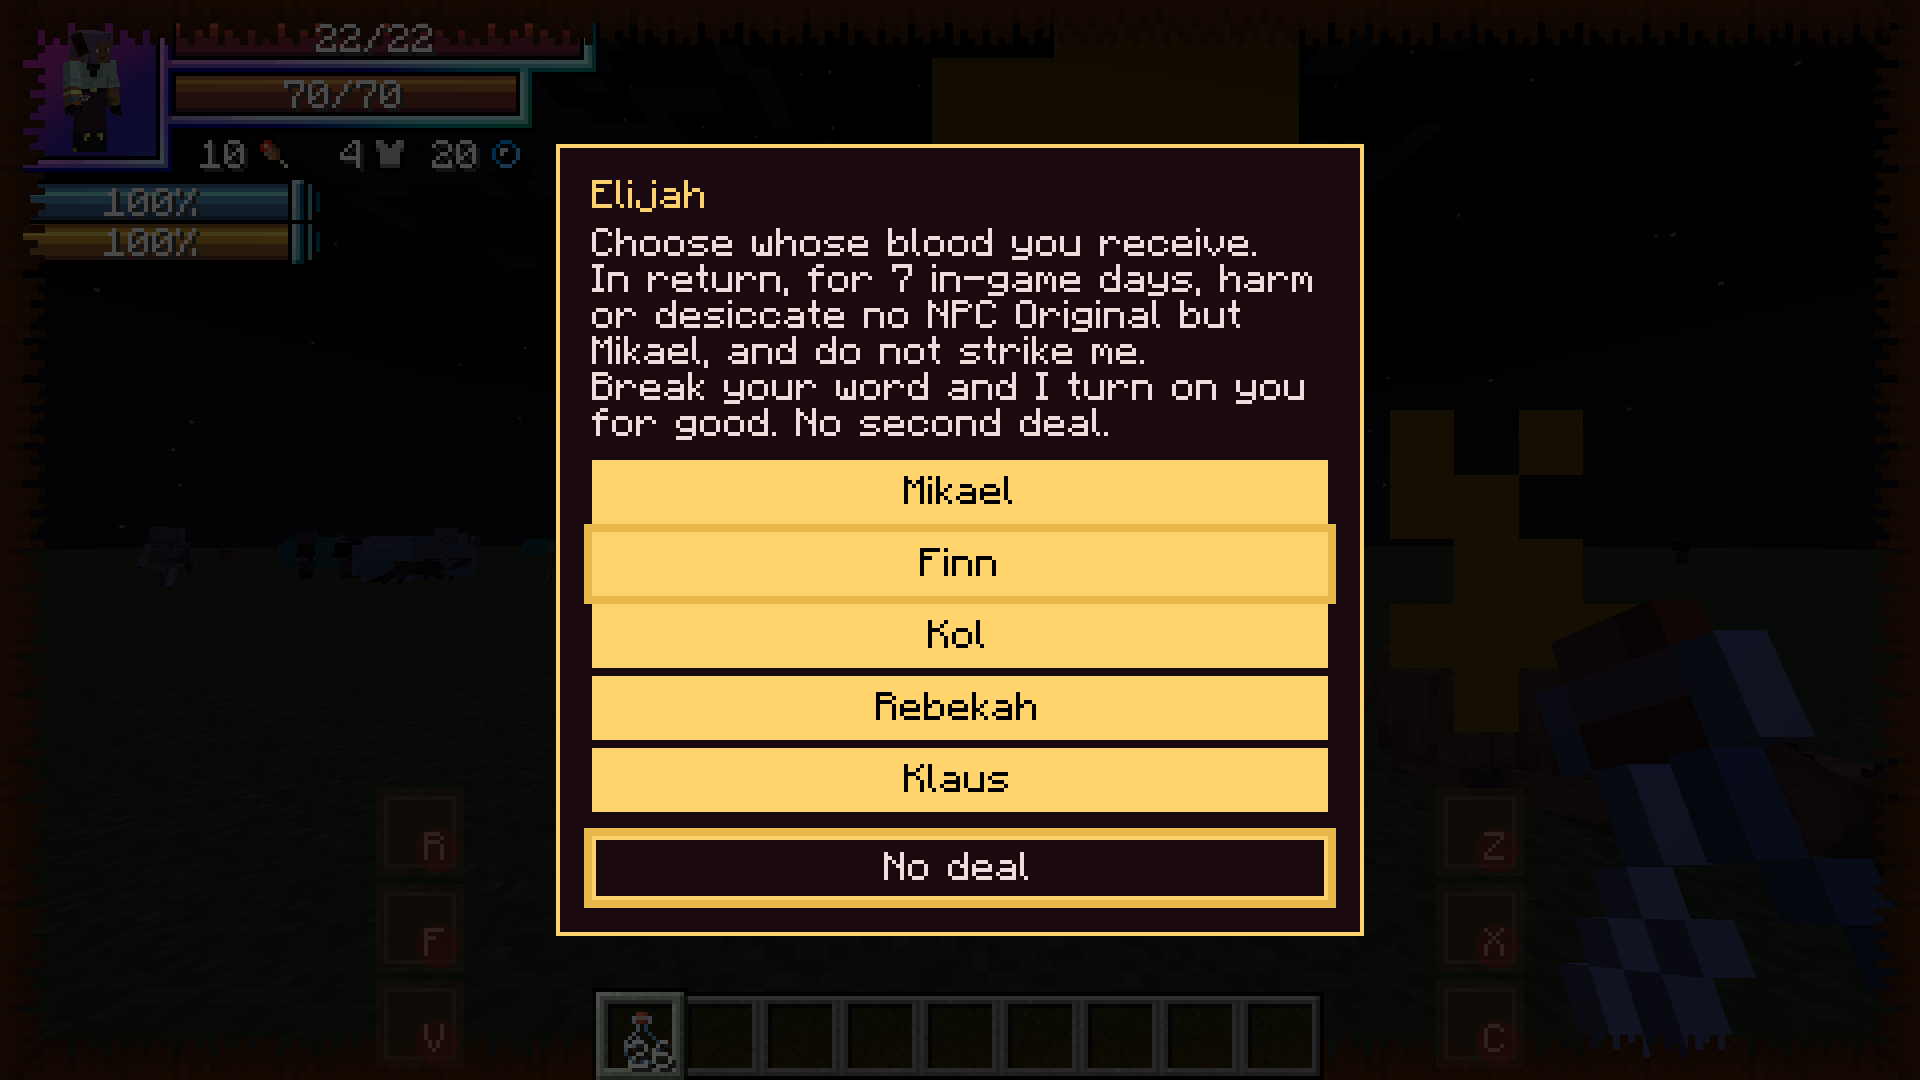 22/22
70/70
10 4 20
100%
100%
Elijah
Choose whose blood you receive.
In return, for 7 in-game days, harm
or desiccate no NPC Original but
Mikael, and do not strike me.
Break your word and I turn on you
for good. No second deal.
Mikael
Finn
Kol
Rebekah
Klaus
No deal
R
F
V
Z
X
C
26